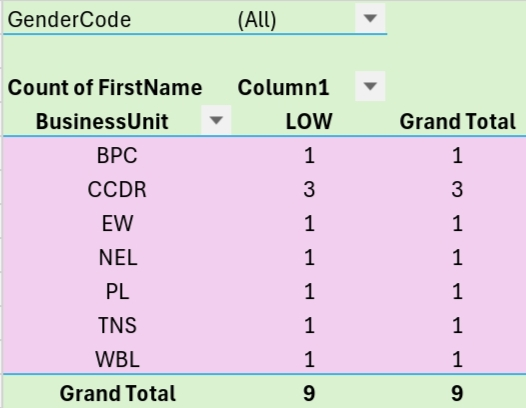 GenderCode (All)
Count of FirstName Column1
BusinessUnit LOW Grand Total
BPC 1 1
CCDR 3 3
EW 1 1
NEL 1 1
PL 1 1
TNS 1 1
WBL 1 1
Grand Total 9 9